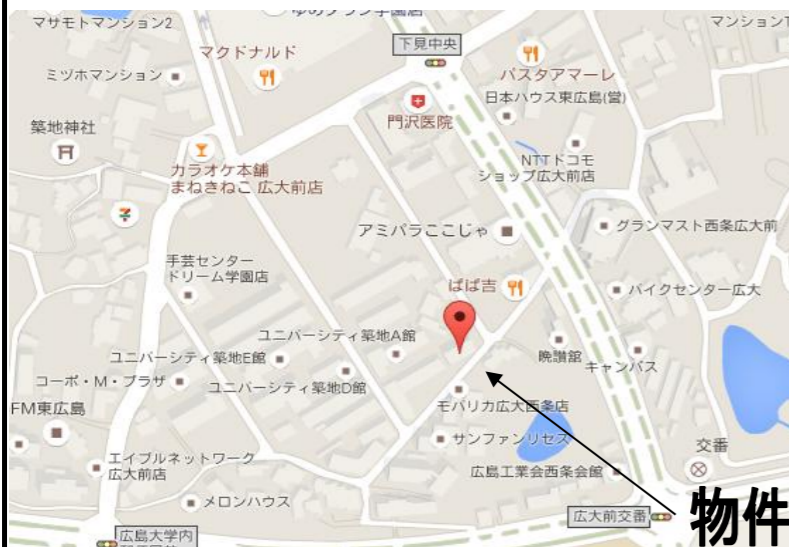 マサモトマンション2
マクドナルド
下見中央
ミヅホマンション
パスタアマーレ
日本ハウス東広島(営)
門沢医院
築地神社
カラオケ本舗
まねきねこ 広大前店
NTTドコモ
ショップ広大前店
アミパラここじゃ
グランマスト西条広大前
手芸センター
ドリーム学園店
ばば吉
バイクセンター広大
ユニバーシティ築地A館
ユニバーシティ築地E館
晩讃館
キャンパス
コーポ・M・プラザ
ユニバーシティ築地D館
FM東広島
モバリカ広大西条店
サンファンリセス
交番
エイブルネットワーク
広大前店
広島工業会西条会館
メロンハウス
広大前交番
物件
広島大学内